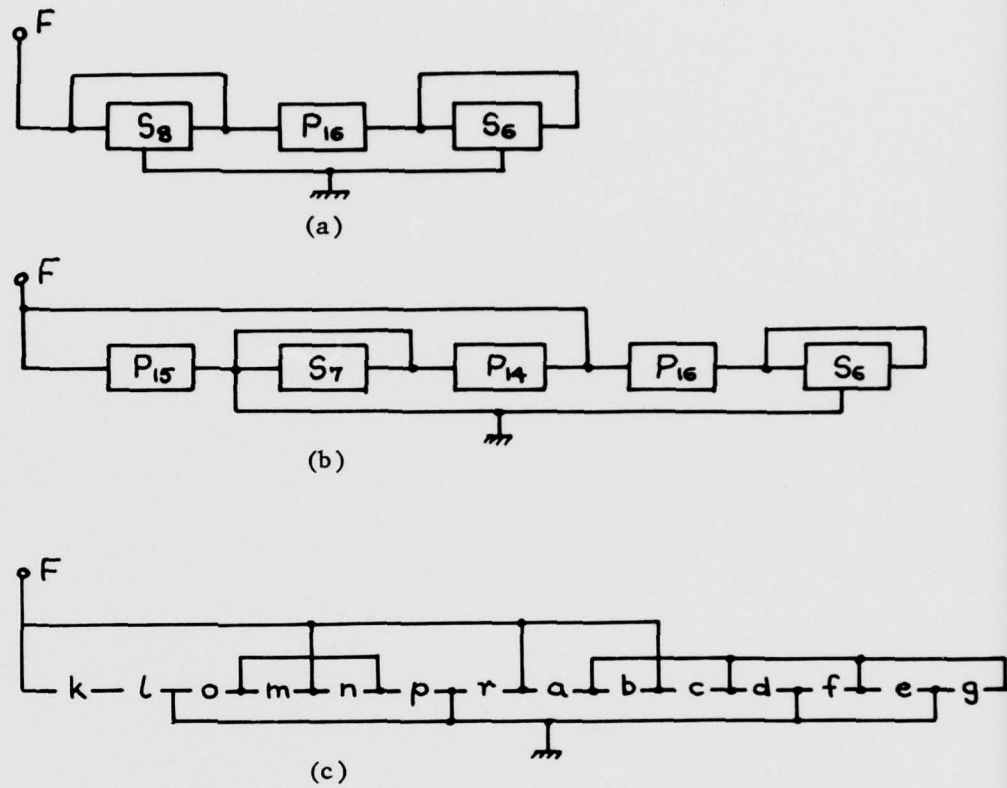 F
S₈ P₁₆ S₆
(a)
F
P₁₅ S₇ P₁₄ P₁₆ S₆
(b)
F
k l o m n p r a b c d f e g
(c)